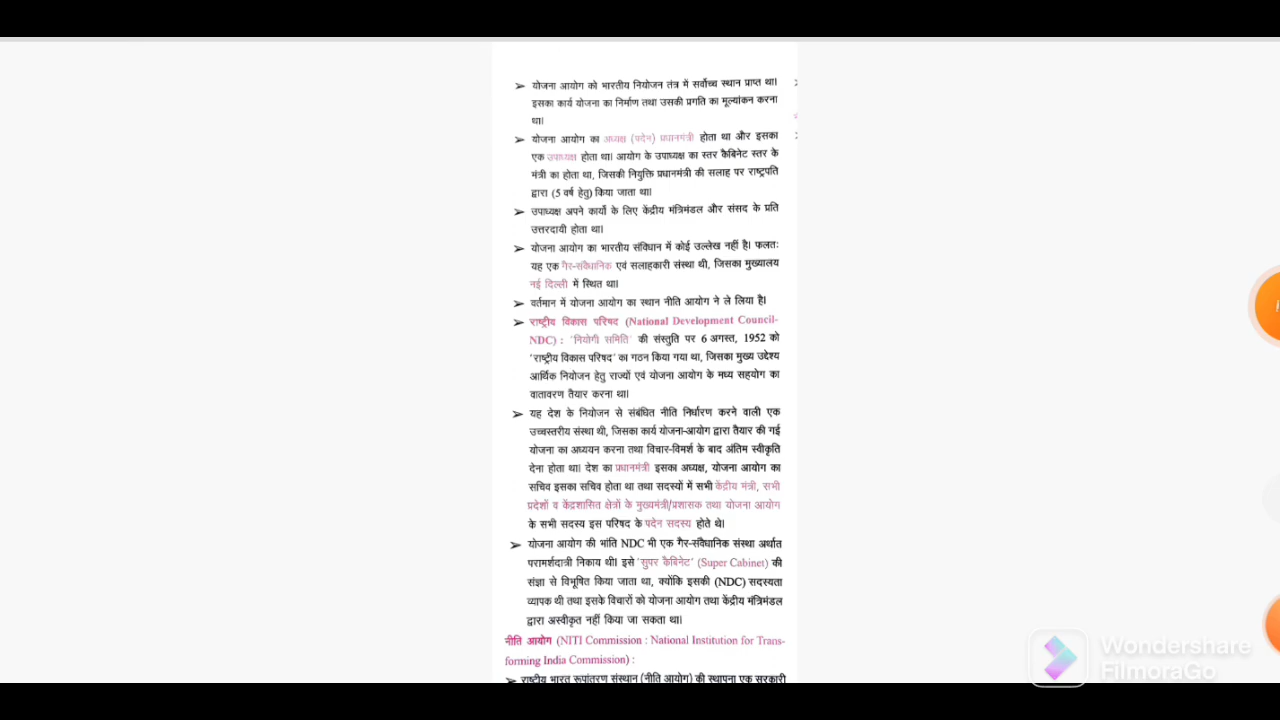 ➢ योजना आयोग को भारतीय नियोजन तंत्र में सर्वोच्च स्थान प्राप्त था।
इसका कार्य योजना का निर्माण तथा उसकी प्रगति का मूल्यांकन करना
था।
➢ योजना आयोग का अध्यक्ष (पदेन) प्रधानमंत्री होता था और इसका
एक उपाध्यक्ष होता था। आयोग के उपाध्यक्ष का स्तर कैबिनेट स्तर के
मंत्री का होता था, जिसकी नियुक्ति प्रधानमंत्री की सलाह पर राष्ट्रपति
द्वारा (5 वर्ष हेतु) किया जाता था।
➢ उपाध्यक्ष अपने कार्यों के लिए केंद्रीय मंत्रिमंडल और संसद के प्रति
उत्तरदायी होता था।
➢ योजना आयोग का भारतीय संविधान में कोई उल्लेख नहीं है। फलतः
यह एक गैर-संवैधानिक एवं सलाहकारी संस्था थी, जिसका मुख्यालय
नई दिल्ली में स्थित था।
➢ वर्तमान में योजना आयोग का स्थान नीति आयोग ने ले लिया है।
➢ राष्ट्रीय विकास परिषद (National Development Council-
NDC) : 'नियोगी समिति' की संस्तुति पर 6 अगस्त, 1952 को
'राष्ट्रीय विकास परिषद' का गठन किया गया था, जिसका मुख्य उद्देश्य
आर्थिक नियोजन हेतु राज्यों एवं योजना आयोग के मध्य सहयोग का
वातावरण तैयार करना था।
➢ यह देश के नियोजन से संबंधित नीति निर्धारण करने वाली एक
उच्चस्तरीय संस्था थी, जिसका कार्य योजना-आयोग द्वारा तैयार की गई
योजना का अध्ययन करना तथा विचार-विमर्श के बाद अंतिम स्वीकृति
देना होता था। देश का प्रधानमंत्री इसका अध्यक्ष, योजना आयोग का
सचिव इसका सचिव होता था तथा सदस्यों में सभी केंद्रीय मंत्री, सभी
प्रदेशों व केंद्रशासित क्षेत्रों के मुख्यमंत्री/प्रशासक तथा योजना आयोग
के सभी सदस्य इस परिषद के पदेन सदस्य होते थे।
➢ योजना आयोग की भांति NDC भी एक गैर-संवैधानिक संस्था अर्थात
परामर्शदात्री निकाय थी। इसे 'सुपर कैबिनेट' (Super Cabinet) की
संज्ञा से विभूषित किया जाता था, क्योंकि इसकी (NDC) सदस्यता
व्यापक थी तथा इसके विचारों को योजना आयोग तथा केंद्रीय मंत्रिमंडल
द्वारा अस्वीकृत नहीं किया जा सकता था।
नीति आयोग (NITI Commission : National Institution for Trans-
forming India Commission) :
➢ राष्ट्रीय भारत रूपांतरण संस्थान (नीति आयोग) की स्थापना एक सरकारी
Wondershare
FilmoraGo